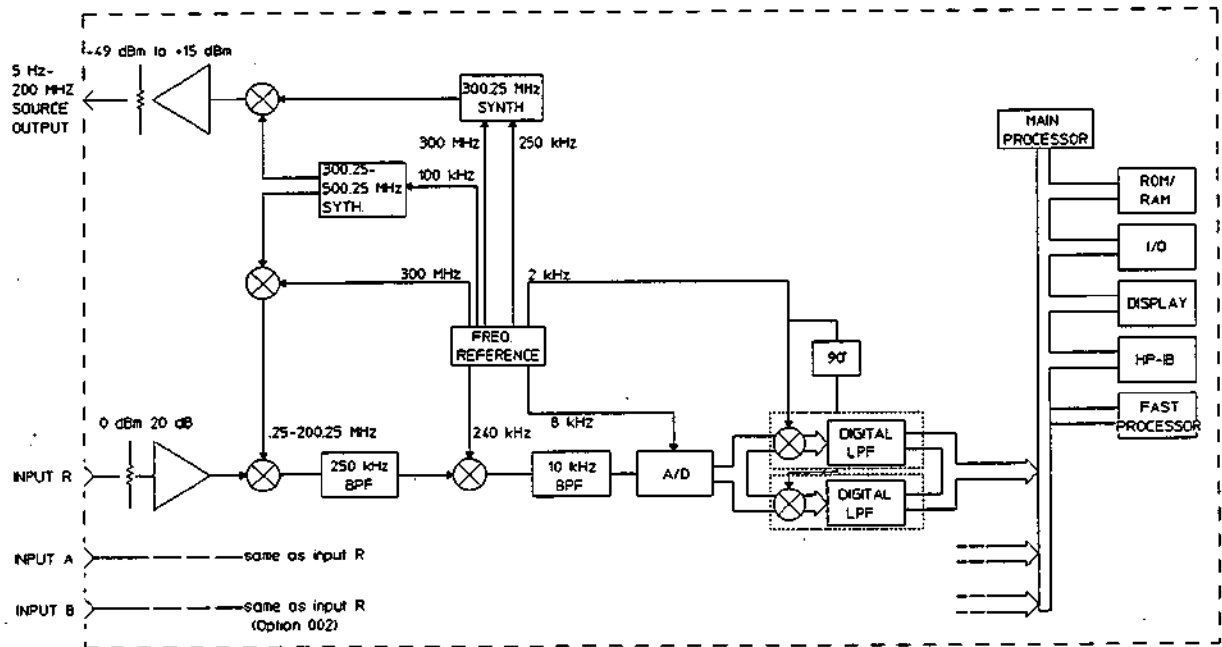 -49 dBm to +15 dBm
5 Hz-
200 MHZ
SOURCE
OUTPUT
300.25 MHz
SYNTH
300 MHz
250 kHz
MAIN
PROCESSOR
300.25-
500.25 MHz
SYTH.
100 kHz
ROM/
RAM
I/O
300 MHz
2 kHz
DISPLAY
FREQ.
REFERENCE
90°
HP-IB
FAST
PROCESSOR
0 dBm 20 dB
.25-200.25 MHz
240 kHz
8 kHz
INPUT R
250 kHz
BPF
10 kHz
BPF
A/D
DIGITAL
LPF
DIGITAL
LPF
INPUT A
same as input R
INPUT B
same as input R
(Option 002)